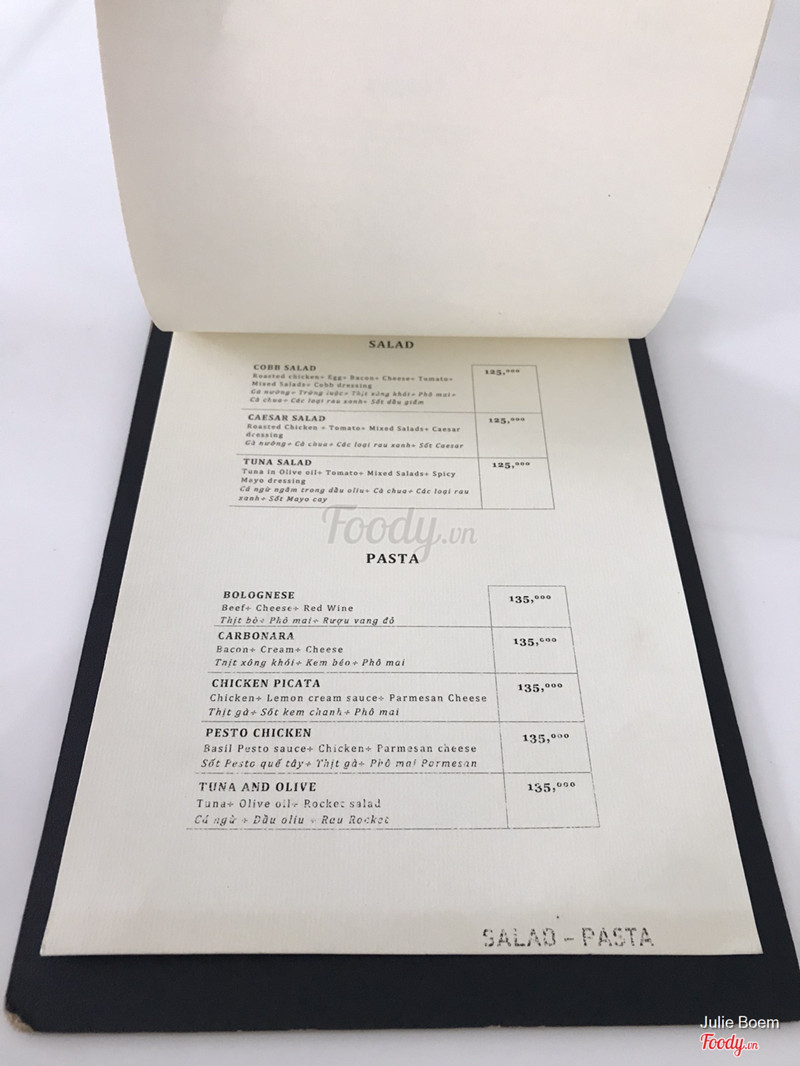 SALAD
COBB SALAD
Roasted chicken+ Egg+ Bacon+ Cheese+ Tomato+
Mixed Salads+ Cobb dressing
Gà nướng+ Trứng luộc+ Thịt xông khói+ Phô mai+
Cà chua+ Các loại rau xanh+ Sốt dầu giấm
125,000
CAESAR SALAD
Roasted Chicken + Tomato+ Mixed Salads+ Caesar
dressing
Gà nướng+ Cà chua+ Các loại rau xanh+ Sốt Caesar
125,000
TUNA SALAD
Tuna in Olive oil+ Tomato+ Mixed Salads+ Spicy
Mayo dressing
Cá ngừ ngâm trong dầu oliu+ Cà chua+ Các loại rau
xanh+ Sốt Mayo cay
125,000
Foody.vn
PASTA
BOLOGNESE
Beef+ Cheese+ Red Wine
Thịt bò+ Phô mai+ Rượu vang đỏ
135,000
CARBONARA
Bacon+ Cream+ Cheese
Thịt xông khói+ Kem béo+ Phô mai
135,000
CHICKEN PICATA
Chicken+ Lemon cream sauce+ Parmesan Cheese
Thịt gà+ Sốt kem chanh+ Phô mai
135,000
PESTO CHICKEN
Basil Pesto sauce+ Chicken+ Parmesan cheese
Sốt Pesto quế tây+ Thịt gà+ Phô mai Parmesan
135,000
TUNA AND OLIVE
Tuna+ Olive oil+ Rocket salad
Cá ngừ + Dầu oliu + Rau Rocket
135,000
SALAD - PASTA
Julie Boem
Foody.vn